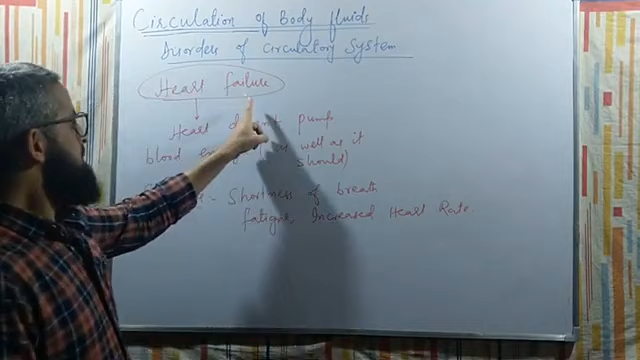 Circulation of Body fluids
Disorders of Circulatory System
Heart failure
Heart pump
blood well as it
should)
:- Shortness of breath
fatigue Increased Heart Rate.